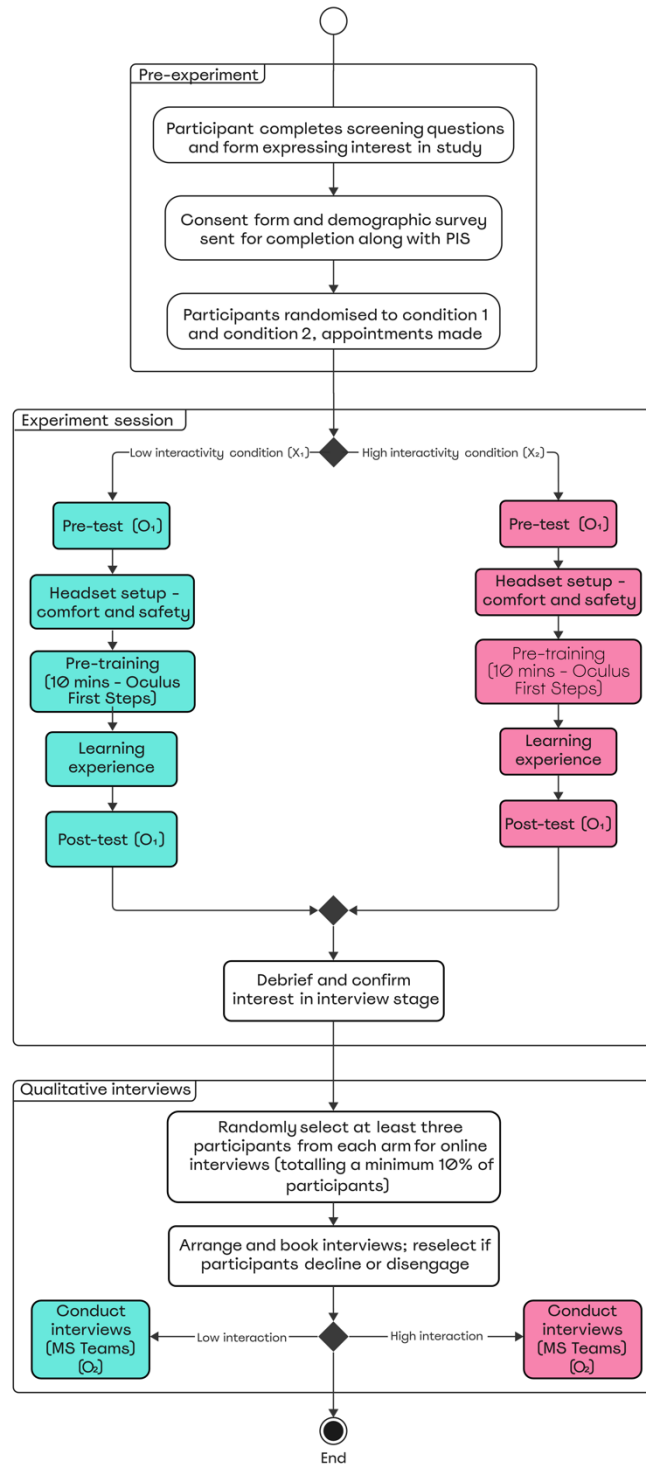 Pre-experiment
Participant completes screening questions
and form expressing interest in study
Consent form and demographic survey
sent for completion along with PIS
Participants randomised to condition 1
and condition 2, appointments made
Experiment session
Low interactivity condition (X₁)
High interactivity condition (X₂)
Pre-test (O₁)
Headset setup -
comfort and safety
Pre-training
(10 mins - Oculus
First Steps)
Learning
experience
Post-test (O₁)
Pre-test (O₁)
Headset setup -
comfort and safety
Pre-training
(10 mins - Oculus
First Steps)
Learning
experience
Post-test (O₁)
Debrief and confirm
interest in interview stage
Qualitative interviews
Randomly select at least three
participants from each arm for online
interviews (totalling a minimum 10% of
participants)
Arrange and book interviews; reselect if
participants decline or disengage
Conduct
interviews
(MS Teams)
(O₂)
Low interaction
High interaction
Conduct
interviews
(MS Teams)
(O₂)
End